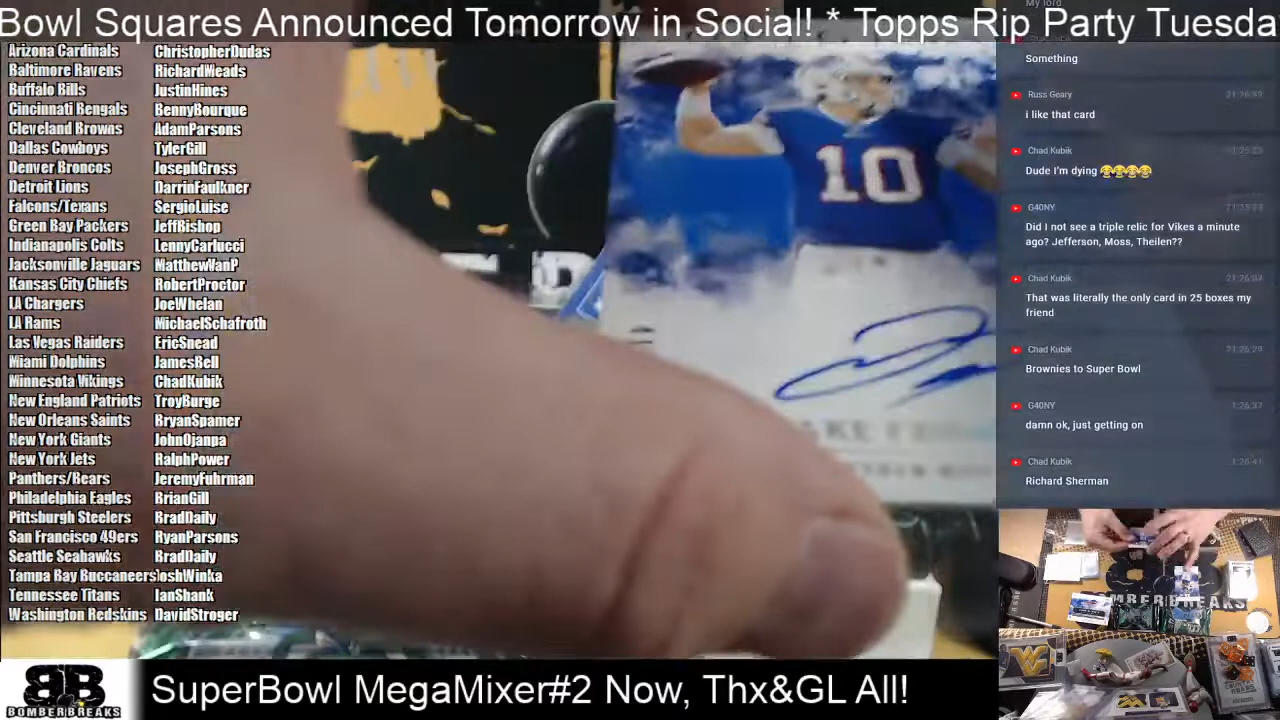 Bowl Squares Announced Tomorrow in Social! * Topps Rip Party Tuesda
Arizona Cardinals ChristopherDudas
Baltimore Ravens RichardMeads
Buffalo Bills JustinHines
Cincinnati Bengals BennyBourque
Cleveland Browns AdamParsons
Dallas Cowboys TylerGill
Denver Broncos JosephGross
Detroit Lions DarrinFaulkner
Falcons/Texans SergioLuise
Green Bay Packers JeffBishop
Indianapolis Colts LennyCarlucci
Jacksonville Jaguars MatthewVanP
Kansas City Chiefs RobertProctor
LA Chargers JoeWhelan
LA Rams MichaelSchafroth
Las Vegas Raiders EricSnead
Miami Dolphins JamesBell
Minnesota Vikings ChadKubik
New England Patriots TroyBurge
New Orleans Saints BryanSpamer
New York Giants JohnOjanpa
New York Jets RalphPower
Panthers/Bears JeremyFuhrman
Philadelphia Eagles BrianGill
Pittsburgh Steelers BradDaily
San Francisco 49ers RyanParsons
Seattle Seahawks BradDaily
Tampa Bay Buccaneers JoshWinka
Tennessee Titans IanShank
Washington Redskins DavidStroger
10
My lord
Something
Russ Geary
i like that card
Chad Kubik
Dude I'm dying 😂😂😂😂
G40NY
Did I not see a triple relic for Vikes a minute
ago? Jefferson, Moss, Theilen??
Chad Kubik
That was literally the only card in 25 boxes my
friend
Chad Kubik
Brownies to Super Bowl
G40NY
damn ok, just getting on
Chad Kubik
Richard Sherman
BOMBERBREAKS
BB
BOMBERBREAKS
SuperBowl MegaMixer#2 Now, Thx&GL All!